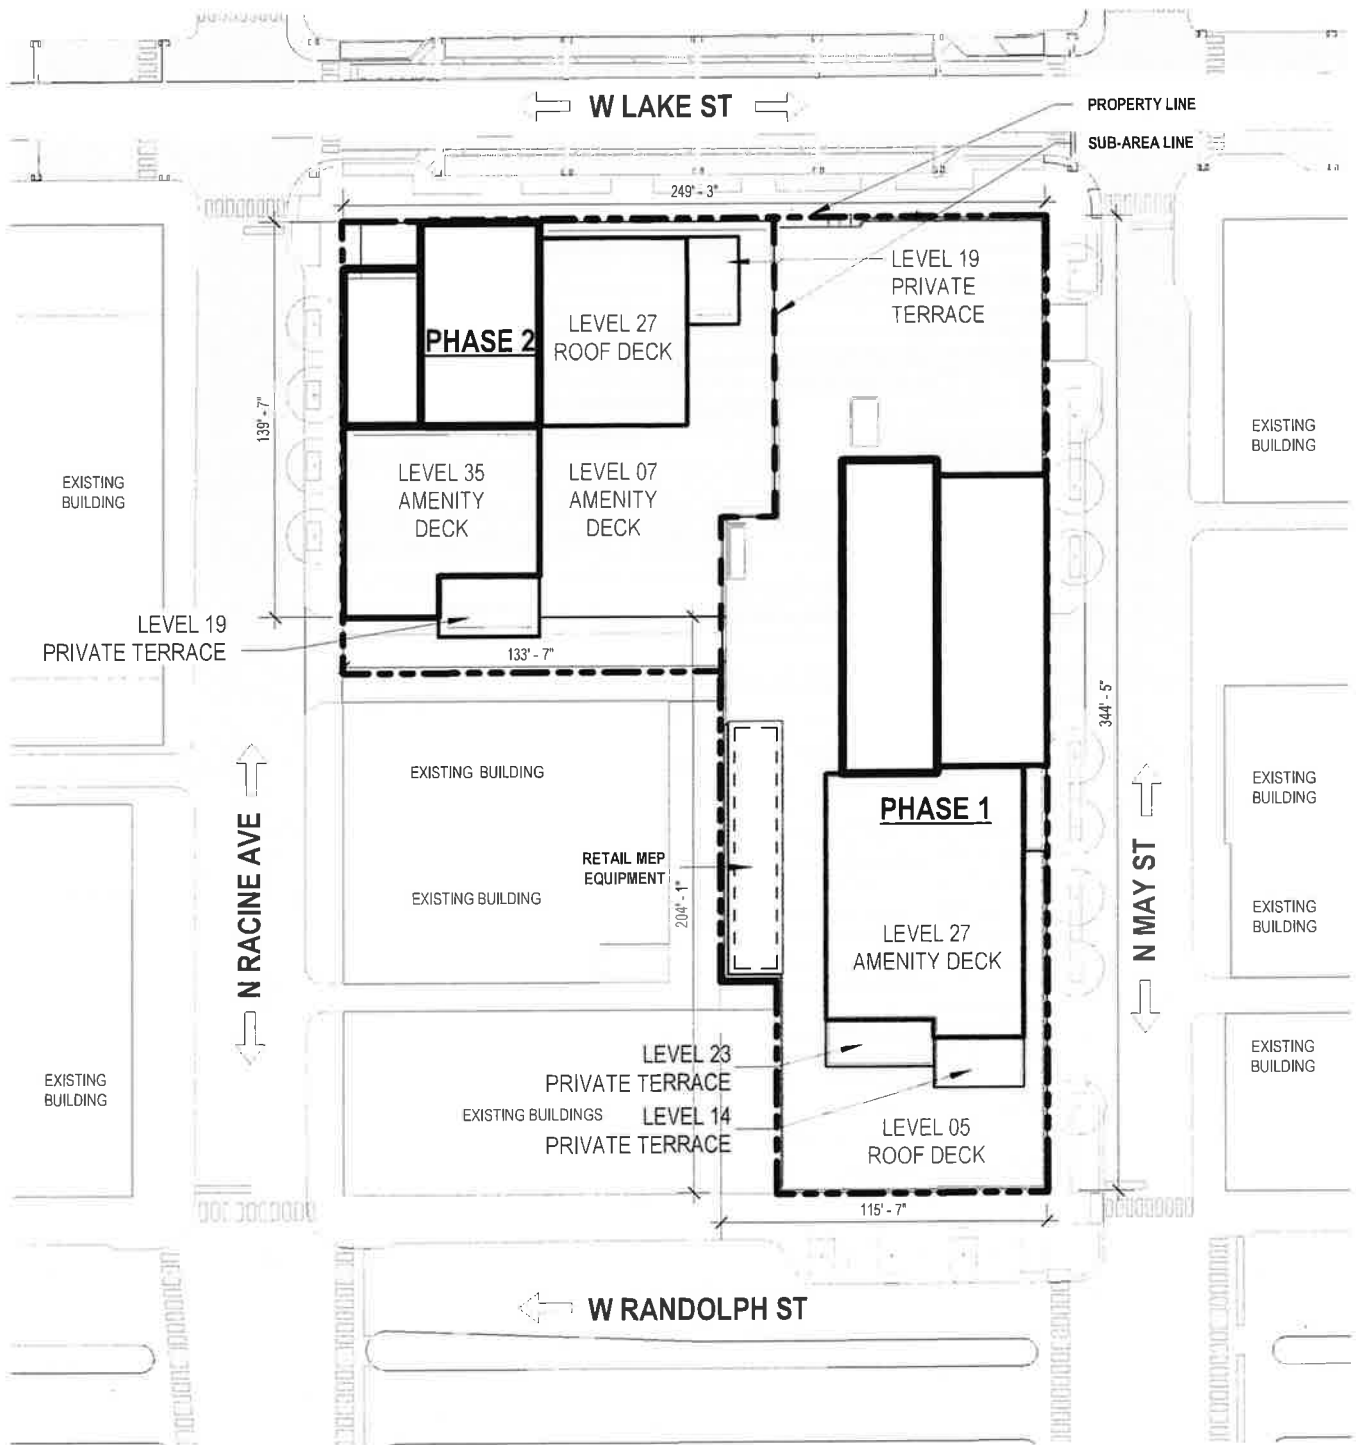 W LAKE ST
PROPERTY LINE
SUB-AREA LINE
249' - 3"
LEVEL 19
PRIVATE
TERRACE
LEVEL 27
ROOF DECK
PHASE 2
139' - 7"
EXISTING
BUILDING
EXISTING
BUILDING
LEVEL 35
AMENITY
DECK
LEVEL 07
AMENITY
DECK
LEVEL 19
PRIVATE TERRACE
133' - 7"
344' - 5"
EXISTING BUILDING
EXISTING
BUILDING
PHASE 1
N RACINE AVE
N MAY ST
RETAIL MEP
EQUIPMENT
204' - 1"
EXISTING BUILDING
EXISTING
BUILDING
LEVEL 27
AMENITY DECK
LEVEL 23
PRIVATE TERRACE
EXISTING
BUILDING
EXISTING
BUILDING
EXISTING BUILDINGS
LEVEL 14
PRIVATE TERRACE
LEVEL 05
ROOF DECK
115' - 7"
W RANDOLPH ST